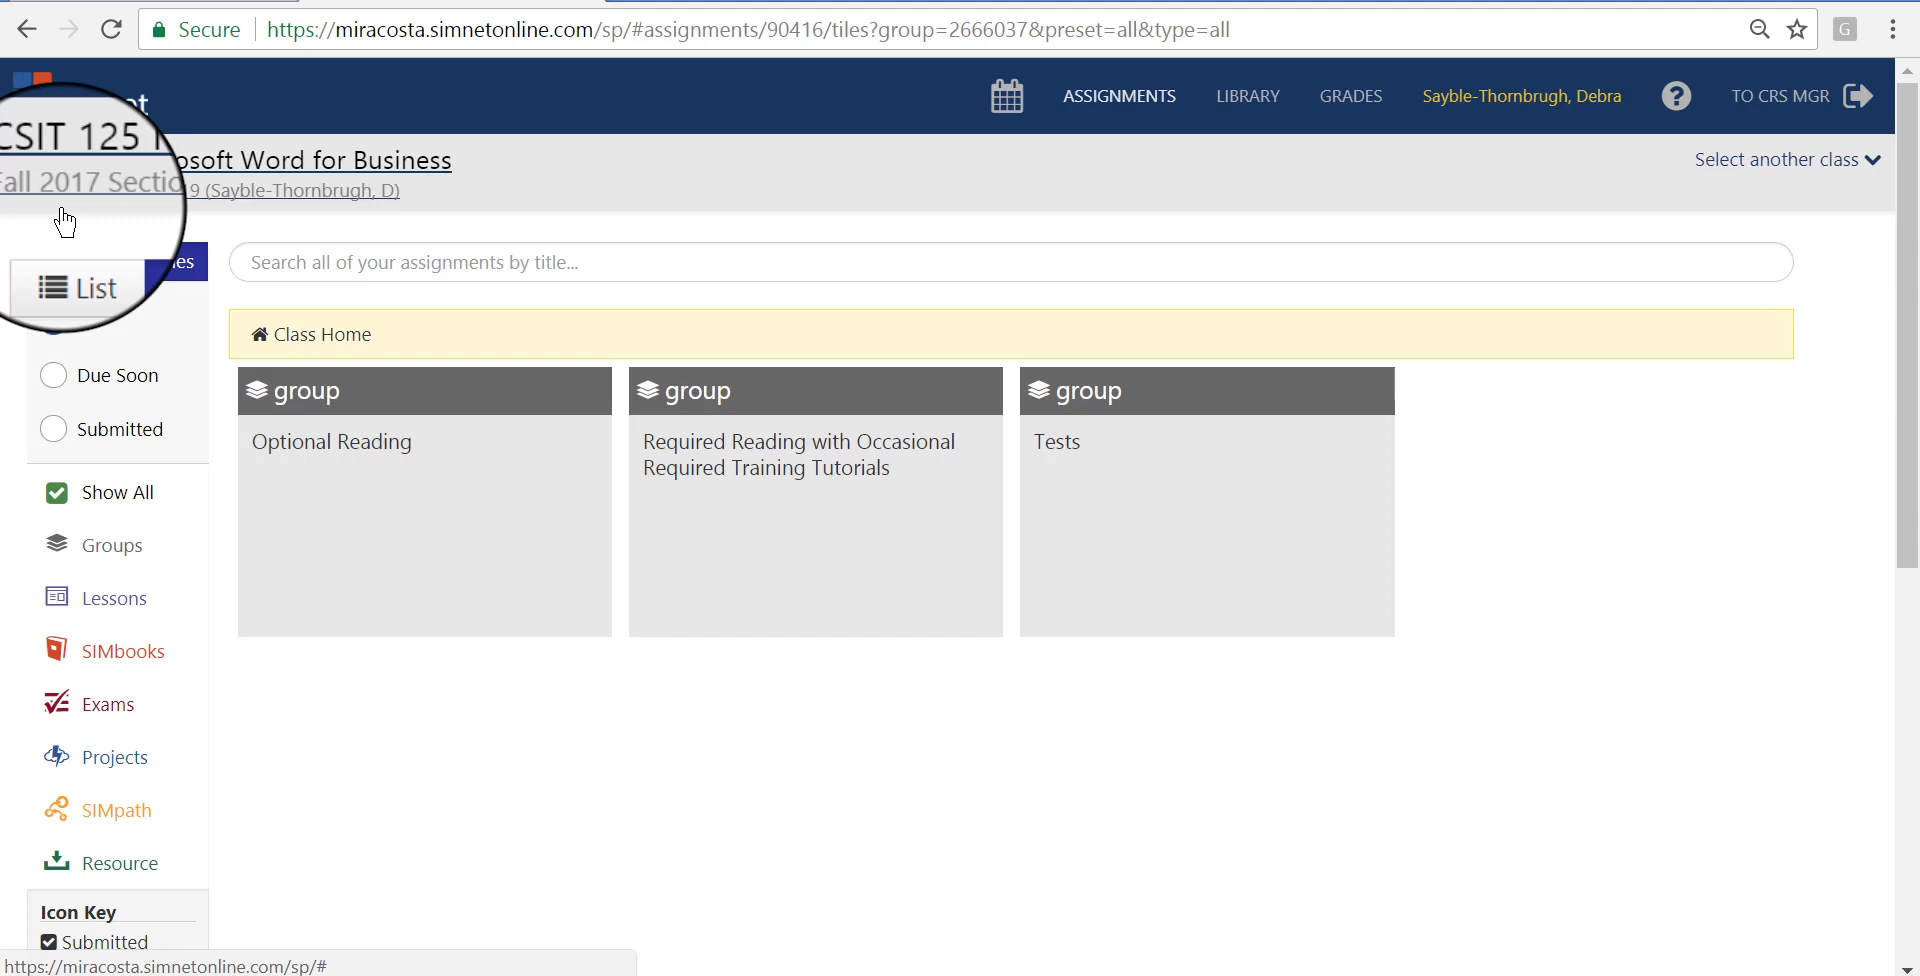 Secure
https://miracosta.simnetonline.com/sp/#assignments/90416/tiles?group=2666037&preset=all&type=all
G
ASSIGNMENTS
LIBRARY
GRADES
Sayble-Thornbrugh, Debra
?
TO CRS MGR
CSIT 125
osoft Word for Business
Fall 2017 Sectio
9 (Sayble-Thornbrugh, D)
Select another class
List
es
Search all of your assignments by title...
Class Home
Due Soon
Submitted
group
Optional Reading
group
Required Reading with Occasional
Required Training Tutorials
group
Tests
Show All
Groups
Lessons
SIMbooks
Exams
Projects
SIMpath
Resource
Icon Key
Submitted
https://miracosta.simnetonline.com/sp/#